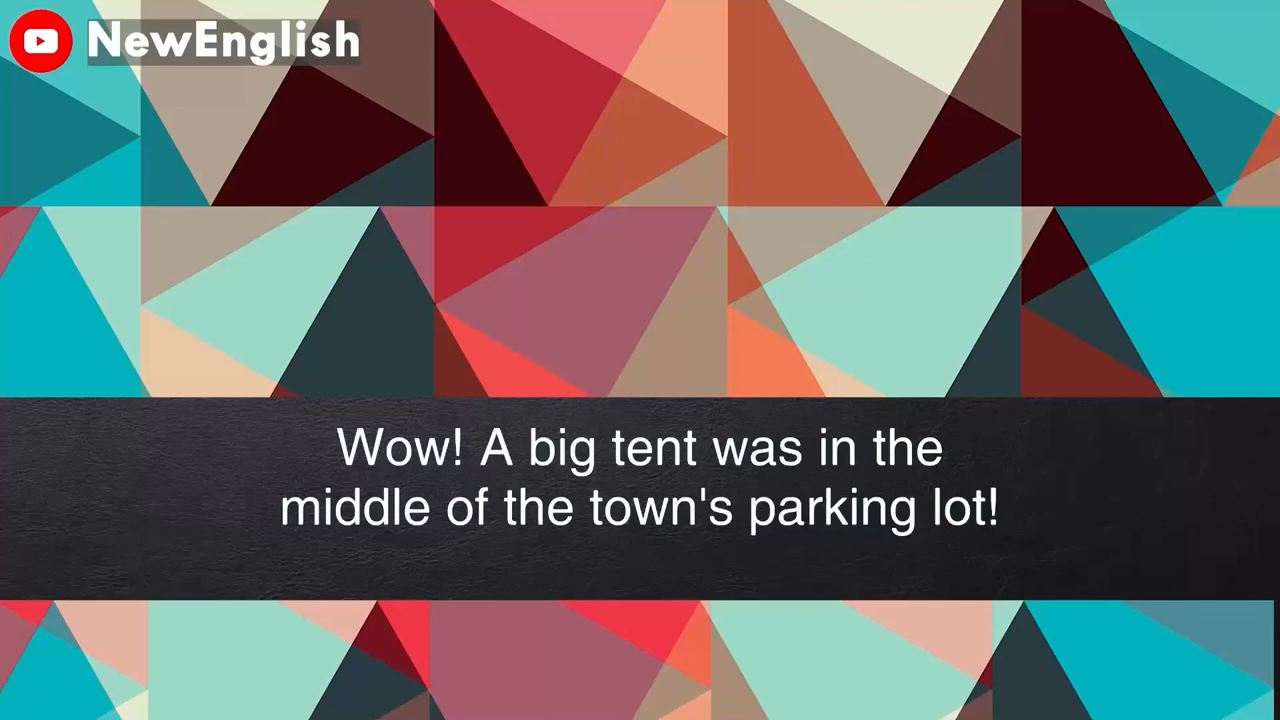 NewEnglish
Wow! A big tent was in the
middle of the town's parking lot!